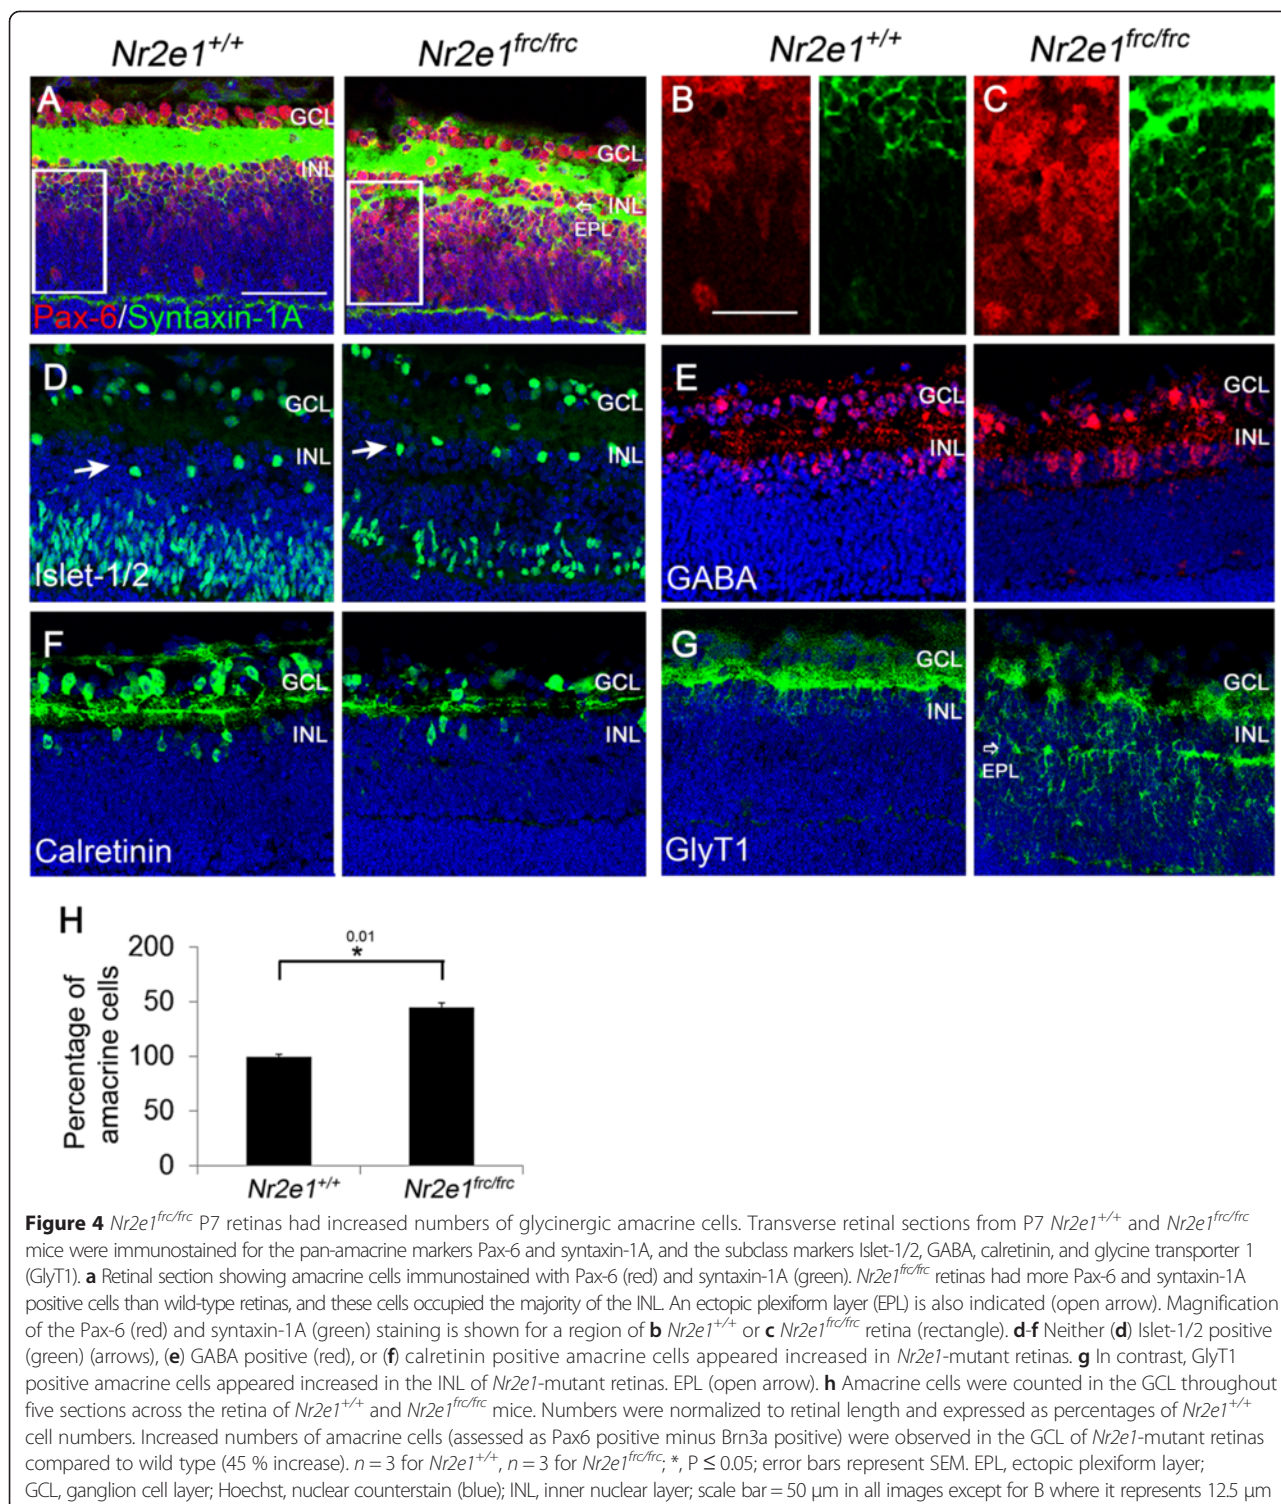 Nr2e1+/+
Nr2e1frc/frc
Nr2e1+/+
Nr2e1frc/frc
A
GCL
INL
Pax-6/Syntaxin-1A
GCL
INL
EPL
B
C
D
GCL
INL
Islet-1/2
GCL
INL
E
GCL
INL
GABA
GCL
INL
F
GCL
INL
Calretinin
GCL
INL
G
GCL
INL
GlyT1
GCL
INL
EPL
H
Percentage of
amacrine cells
200
50
100
50
0
0.01
*
Nr2e1+/+
Nr2e1frc/frc
Figure 4 Nr2e1frc/frc P7 retinas had increased numbers of glycinergic amacrine cells. Transverse retinal sections from P7 Nr2e1+/+ and Nr2e1frc/frc
mice were immunostained for the pan-amacrine markers Pax-6 and syntaxin-1A, and the subclass markers Islet-1/2, GABA, calretinin, and glycine transporter 1
(GlyT1). a Retinal section showing amacrine cells immunostained with Pax-6 (red) and syntaxin-1A (green). Nr2e1frc/frc retinas had more Pax-6 and syntaxin-1A
positive cells than wild-type retinas, and these cells occupied the majority of the INL. An ectopic plexiform layer (EPL) is also indicated (open arrow). Magnification
of the Pax-6 (red) and syntaxin-1A (green) staining is shown for a region of b Nr2e1+/+ or c Nr2e1frc/frc retina (rectangle). d-f Neither (d) Islet-1/2 positive
(green) (arrows), (e) GABA positive (red), or (f) calretinin positive amacrine cells appeared increased in Nr2e1-mutant retinas. g In contrast, GlyT1
positive amacrine cells appeared increased in the INL of Nr2e1-mutant retinas. EPL (open arrow). h Amacrine cells were counted in the GCL throughout
five sections across the retina of Nr2e1+/+ and Nr2e1frc/frc mice. Numbers were normalized to retinal length and expressed as percentages of Nr2e1+/+
cell numbers. Increased numbers of amacrine cells (assessed as Pax6 positive minus Brn3a positive) were observed in the GCL of Nr2e1-mutant retinas
compared to wild type (45 % increase). n = 3 for Nr2e1+/+, n = 3 for Nr2e1frc/frc; *, P ≤ 0.05; error bars represent SEM. EPL, ectopic plexiform layer;
GCL, ganglion cell layer; Hoechst, nuclear counterstain (blue); INL, inner nuclear layer; scale bar = 50 μm in all images except for B where it represents 12.5 μm